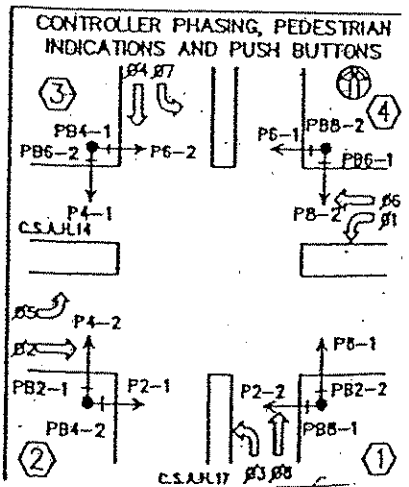 CONTROLLER PHASING, PEDESTRIAN
INDICATIONS AND PUSH BUTTONS
Ø4 Ø7
3
4
PB4-1
P6-1
PB8-2
PB6-2
P6-2
PB6-1
P4-1
P8-2
Ø6
Ø1
C.S.A.H.14
Ø5
P4-2
P8-1
Ø2
PB2-1
P2-1
P2-2
PB2-2
PB4-2
PB8-1
2
1
C.S.A.H.17
Ø3 Ø8